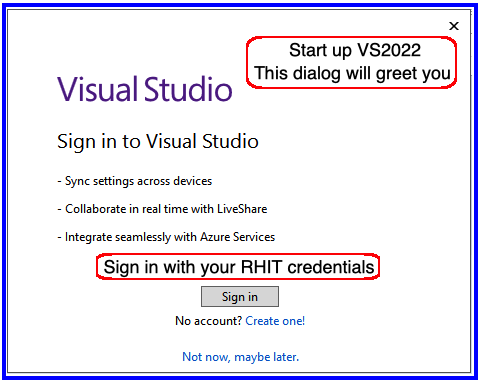 ×
Start up VS2022
This dialog will greet you
Visual Studio
Sign in to Visual Studio
- Sync settings across devices
- Collaborate in real time with LiveShare
- Integrate seamlessly with Azure Services
Sign in with your RHIT credentials
Sign in
No account? Create one!
Not now, maybe later.